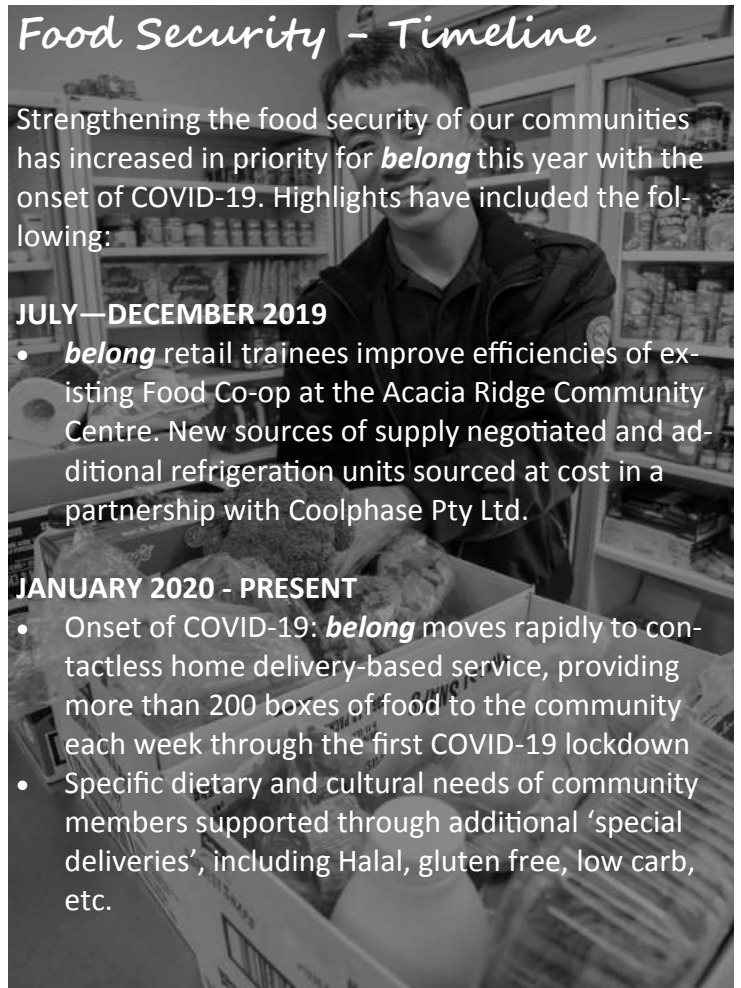 Food Security - Timeline
Strengthening the food security of our communities
has increased in priority for belong this year with the
onset of COVID-19. Highlights have included the fol-
lowing:
JULY—DECEMBER 2019
• belong retail trainees improve efficiencies of ex-
isting Food Co-op at the Acacia Ridge Community
Centre. New sources of supply negotiated and ad-
ditional refrigeration units sourced at cost in a
partnership with Coolphase Pty Ltd.
JANUARY 2020 - PRESENT
• Onset of COVID-19: belong moves rapidly to con-
tactless home delivery-based service, providing
more than 200 boxes of food to the community
each week through the first COVID-19 lockdown
• Specific dietary and cultural needs of community
members supported through additional ‘special
deliveries’, including Halal, gluten free, low carb,
etc.